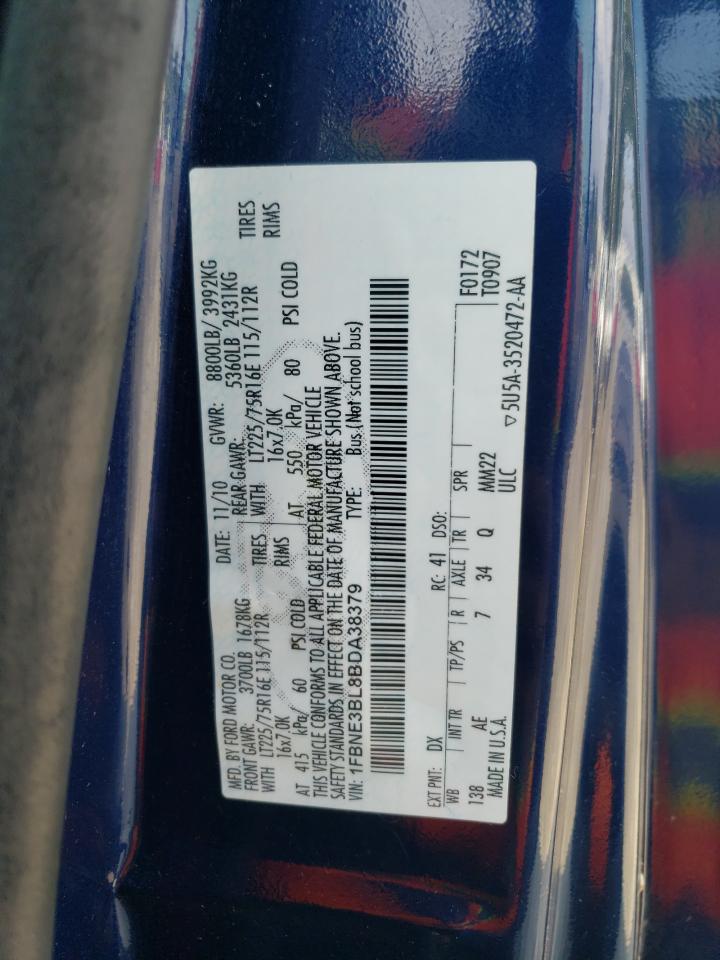 MFD. BY FORD MOTOR CO.
DATE: 11/10 GVWR: 8800LB/ 3992KG
FRONT GAWR: 3700LB 1678KG
REAR GAWR: 5360LB 2431KG
WITH LT225/75R16E 115/112R TIRES
WITH LT225/75R16E 115/112R TIRES
16x7.0K RIMS
16x7.0K RIMS
AT 415 kPa/ 60 PSI COLD
AT 550 kPa/ 80 PSI COLD
THIS VEHICLE CONFORMS TO ALL APPLICABLE FEDERAL MOTOR VEHICLE
SAFETY STANDARDS IN EFFECT ON THE DATE OF MANUFACTURE SHOWN ABOVE.
VIN: 1FBNE3BL8BDA38379 TYPE: Bus (Not school bus)
EXT PNT: DX RC: 41 DSO:
WB INT TR TP/PS R AXLE TR SPR F0172
138 AE 7 34 Q MM22 T0907
MADE IN U.S.A. ULC ▽5U5A-3520472-AA